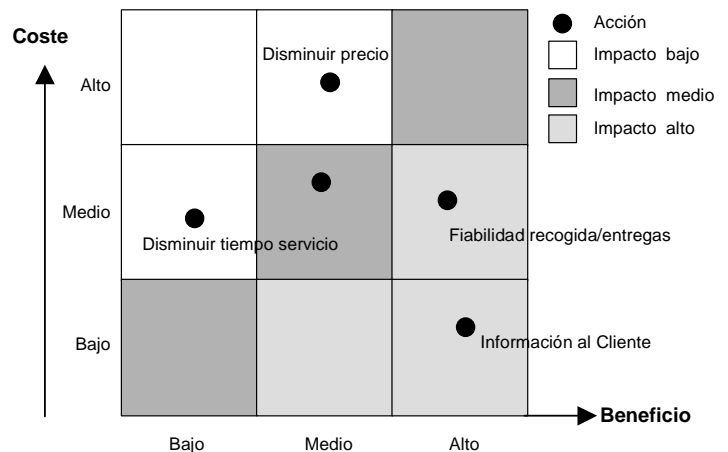 Coste
Disminuir precio
Acción
Alto
Impacto bajo
Impacto medio
Impacto alto
Medio
Disminuir tiempo servicio
Fiabilidad recogida/entregas
Bajo
Información al Cliente
Beneficio
Bajo
Medio
Alto